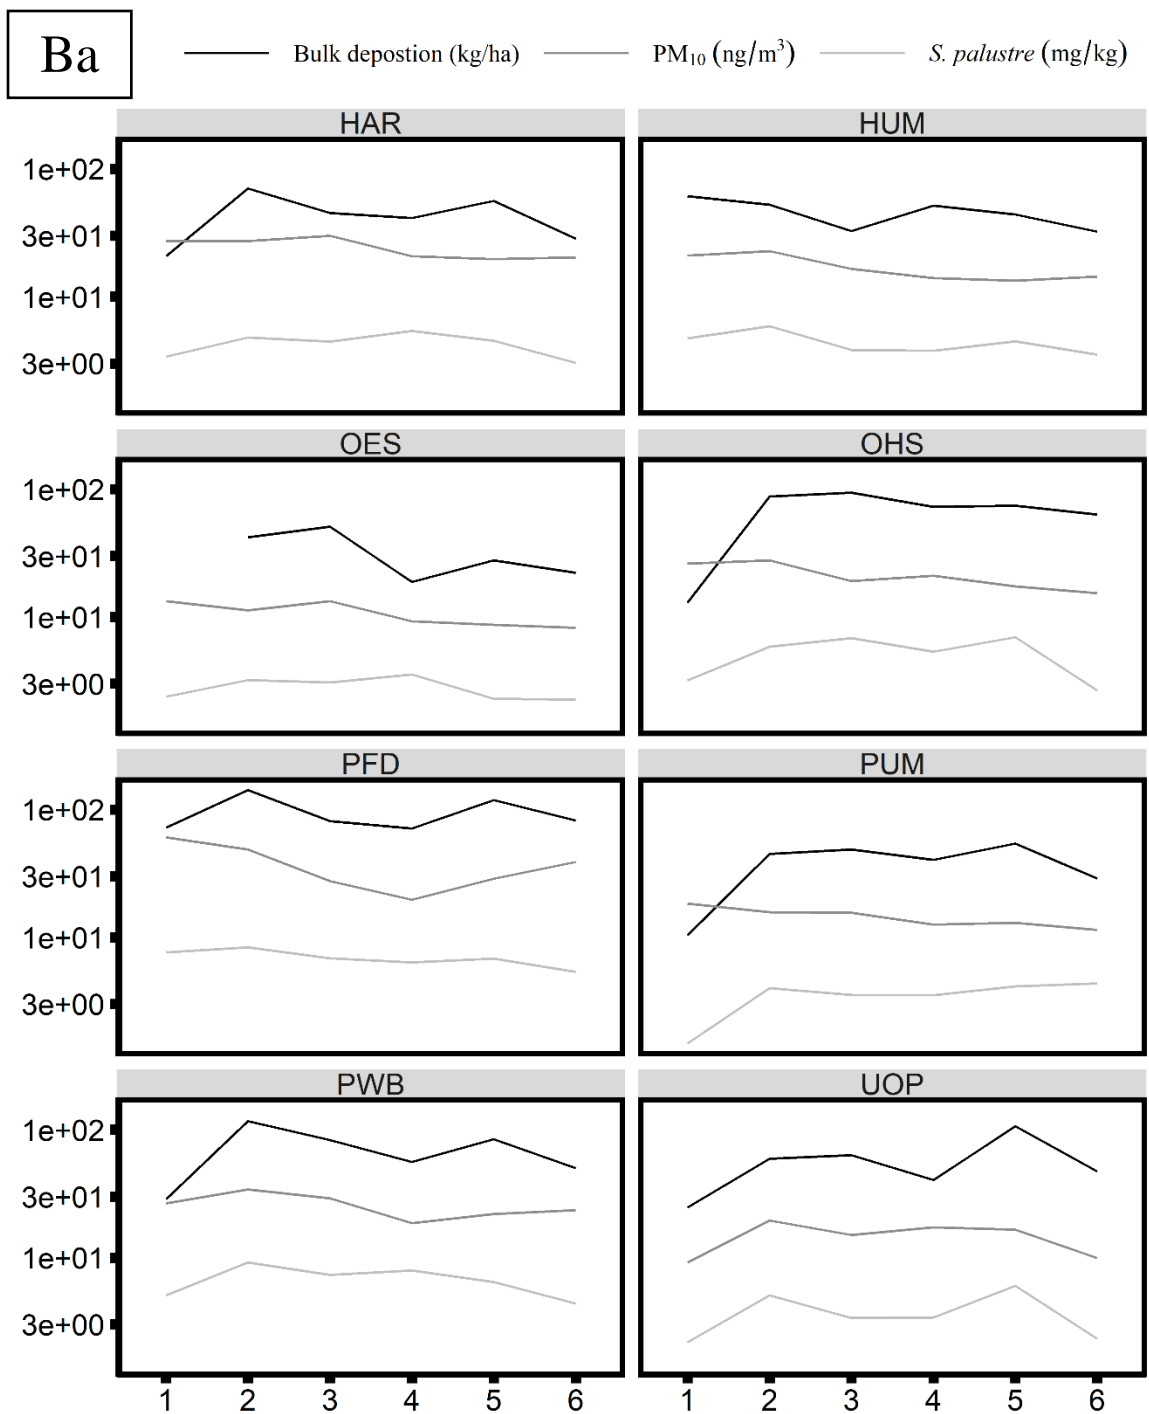 Ba
Bulk depostion (kg/ha) PM₁₀ (ng/m³) S. palustre (mg/kg)
HAR HUM
1e+02
3e+01
1e+01
3e+00
OES OHS
1e+02
3e+01
1e+01
3e+00
PFD PUM
1e+02
3e+01
1e+01
3e+00
PWB UOP
1e+02
3e+01
1e+01
3e+00
1 2 3 4 5 6 1 2 3 4 5 6